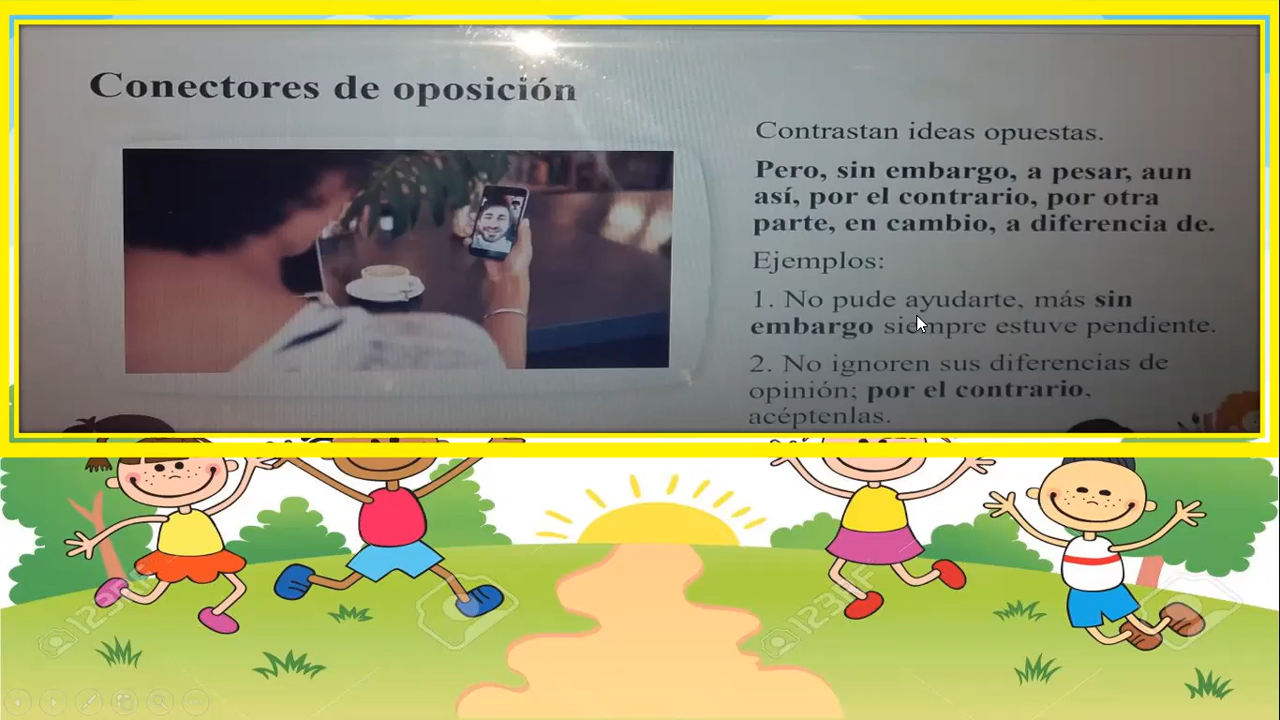 Conectores de oposición
Contrastan ideas opuestas.
Pero, sin embargo, a pesar, aun
así, por el contrario, por otra
parte, en cambio, a diferencia de.
Ejemplos:
1. No pude ayudarte, más sin
embargo siempre estuve pendiente.
2. No ignoren sus diferencias de
opinión; por el contrario,
acéptenlas.